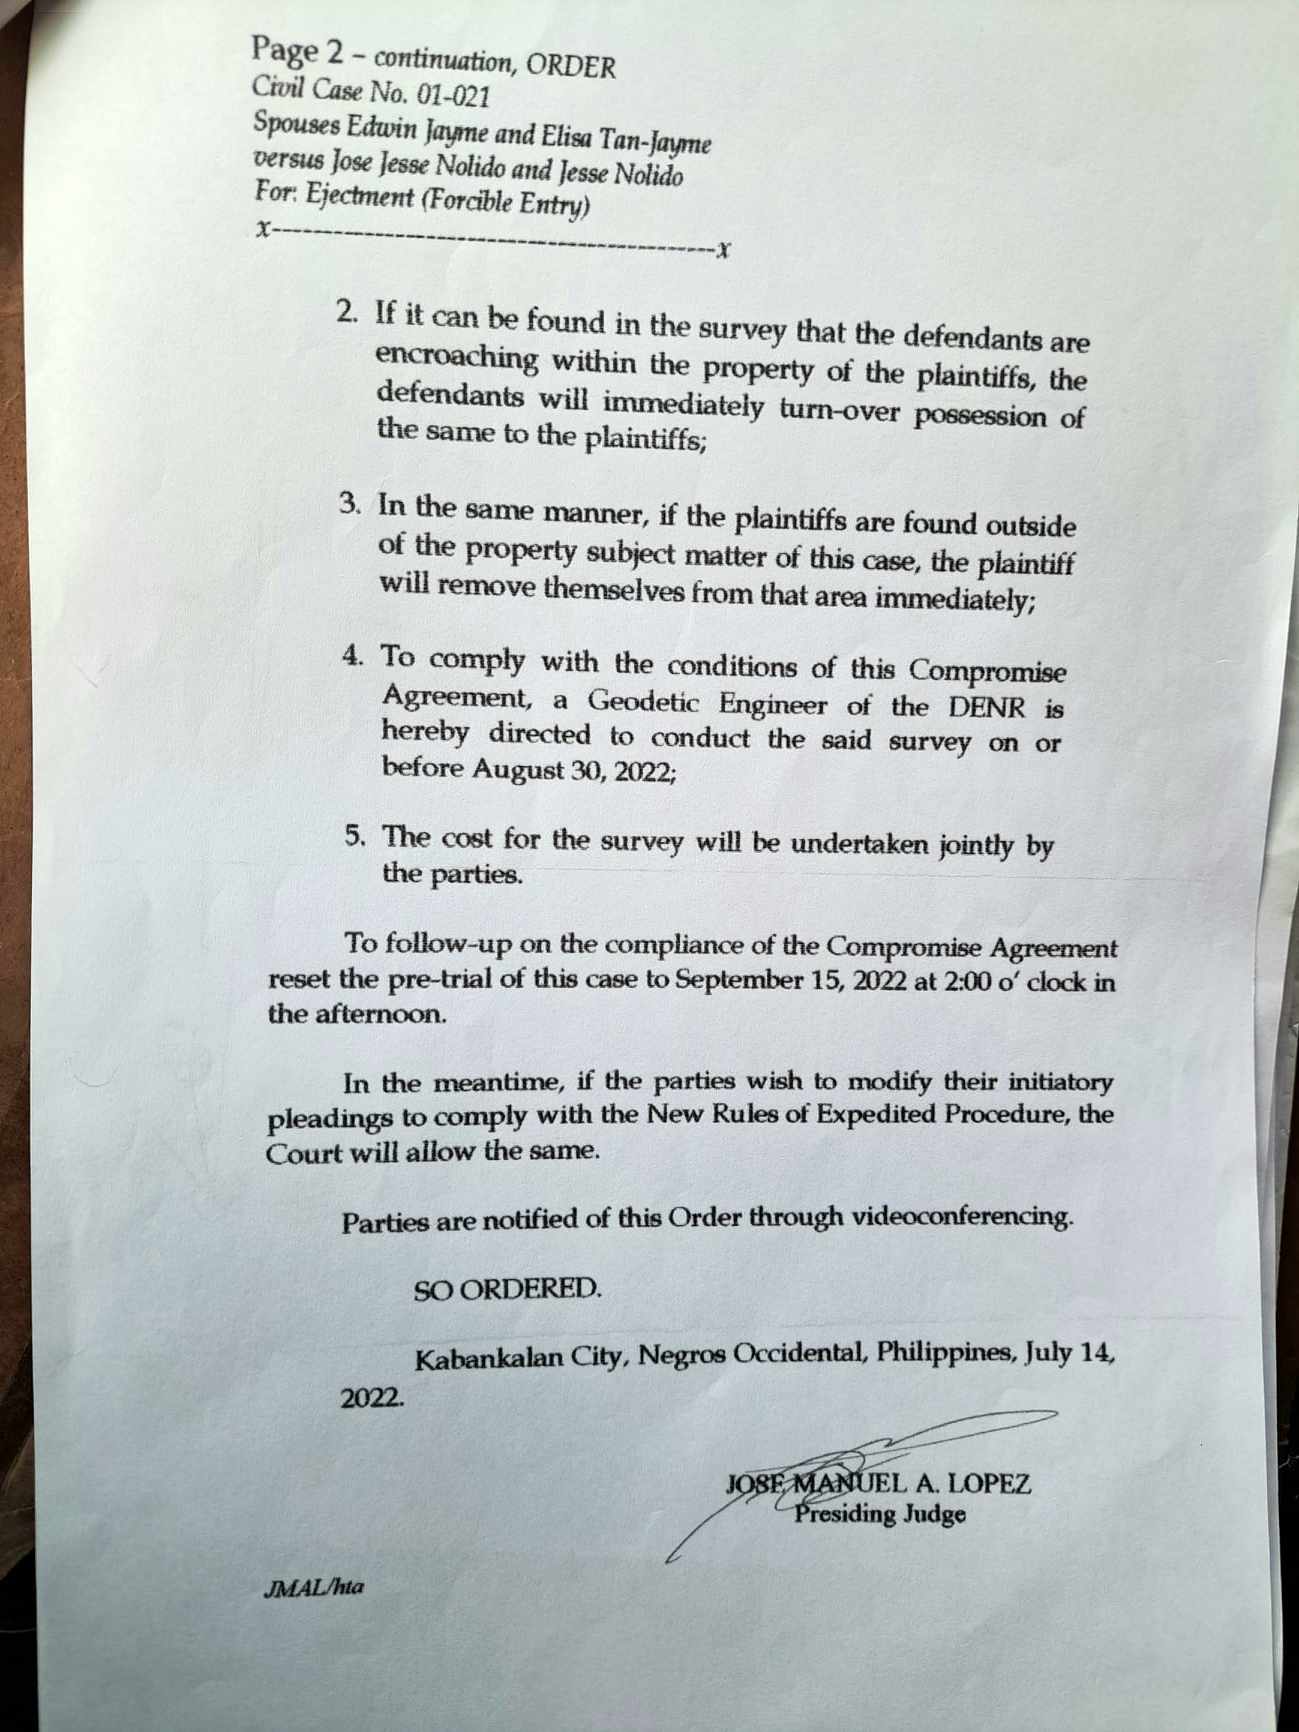 Page 2 – continuation, ORDER
Civil Case No. 01-021
Spouses Edwin Jayme and Elisa Tan-Jayme
versus Jose Jesse Nolido and Jesse Nolido
For: Ejectment (Forcible Entry)
x-------------------------------------------x
2. If it can be found in the survey that the defendants are
encroaching within the property of the plaintiffs, the
defendants will immediately turn-over possession of
the same to the plaintiffs;
3. In the same manner, if the plaintiffs are found outside
of the property subject matter of this case, the plaintiff
will remove themselves from that area immediately;
4. To comply with the conditions of this Compromise
Agreement, a Geodetic Engineer of the DENR is
hereby directed to conduct the said survey on or
before August 30, 2022;
5. The cost for the survey will be undertaken jointly by
the parties.
To follow-up on the compliance of the Compromise Agreement
reset the pre-trial of this case to September 15, 2022 at 2:00 o' clock in
the afternoon.
In the meantime, if the parties wish to modify their initiatory
pleadings to comply with the New Rules of Expedited Procedure, the
Court will allow the same.
Parties are notified of this Order through videoconferencing.
SO ORDERED.
Kabankalan City, Negros Occidental, Philippines, July 14,
2022.
JOSE MANUEL A. LOPEZ
Presiding Judge
JMAL/hta